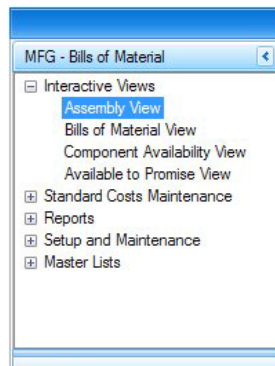 MFG - Bills of Material
Interactive Views
Assembly View
Bills of Material View
Component Availability View
Available to Promise View
Standard Costs Maintenance
Reports
Setup and Maintenance
Master Lists